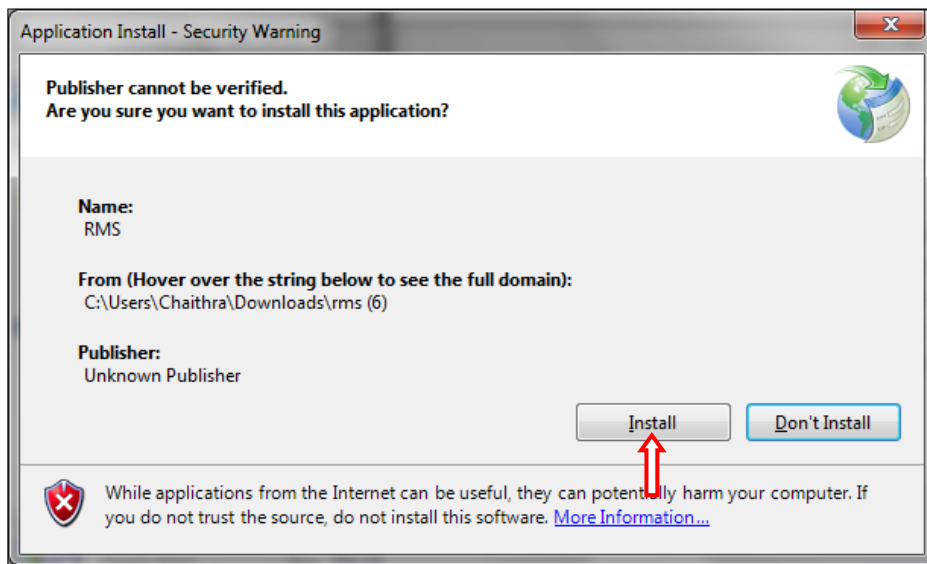 Application Install - Security Warning
X
Publisher cannot be verified.
Are you sure you want to install this application?
Name:
RMS
From (Hover over the string below to see the full domain):
C:\Users\Chaithra\Downloads\rms (6)
Publisher:
Unknown Publisher
Install
Don't Install
While applications from the Internet can be useful, they can potentially harm your computer. If
you do not trust the source, do not install this software. More Information...